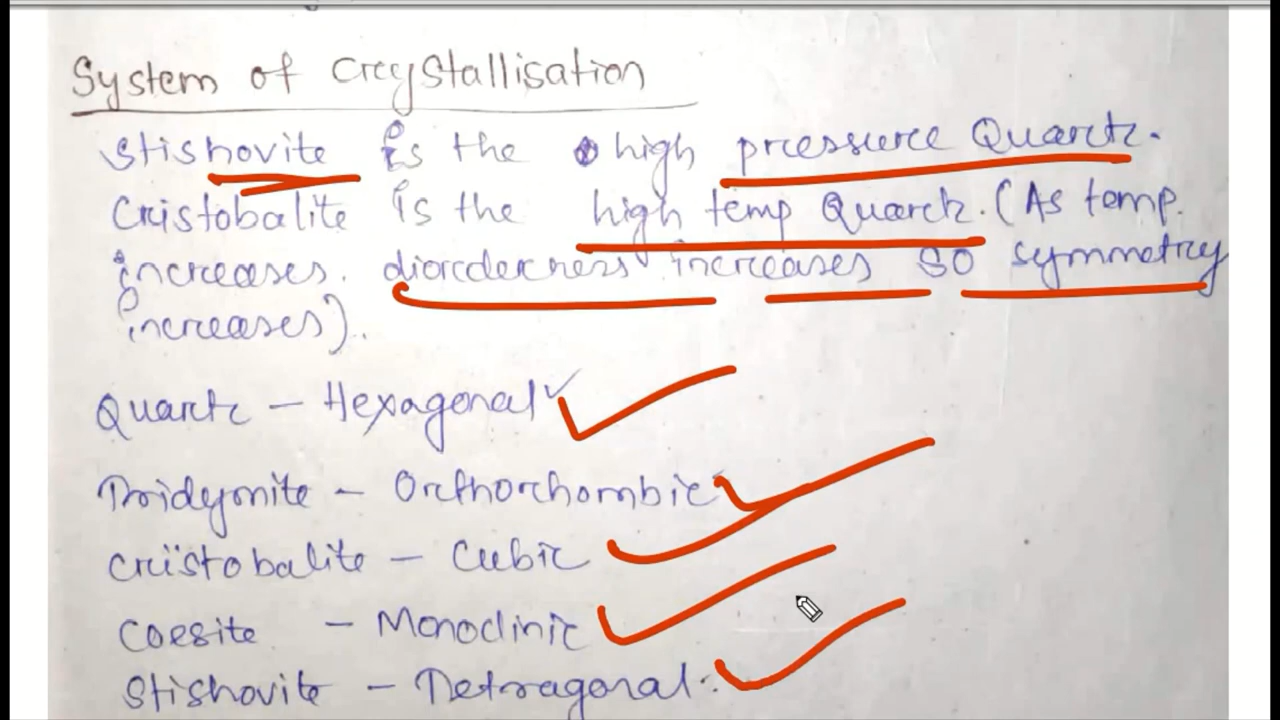 System of Crystallisation
Stishovite is the high pressure Quartz.
Cristobalite is the high temp Quartz. (As temp.
increases. diorderness increases so symmetry
increases).
Quartz - Hexagonal ✓
Tridymite - Orthorhombic
Cristobalite - Cubic
Coesite - Monoclinic
Stishovite - Tetragonal.